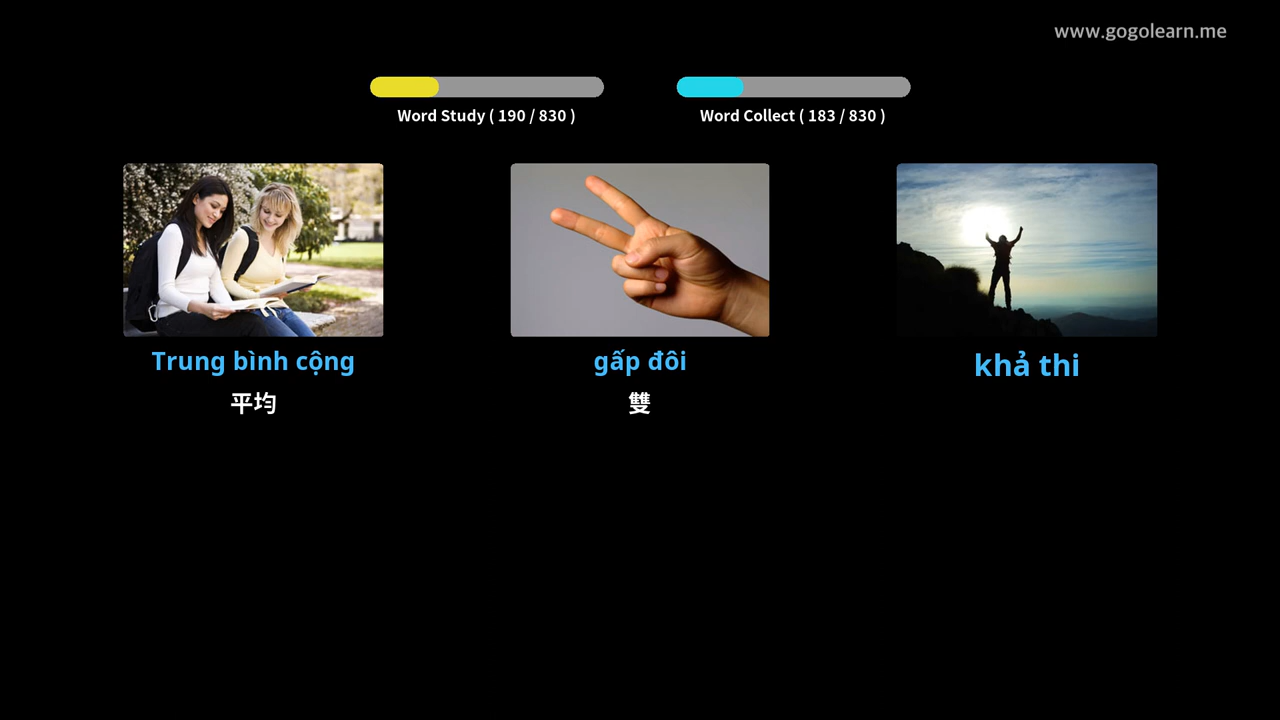 www.gogolearn.me
Word Study ( 190 / 830 )
Word Collect ( 183 / 830 )
Trung bình cộng
gấp đôi
khả thi
平均
雙